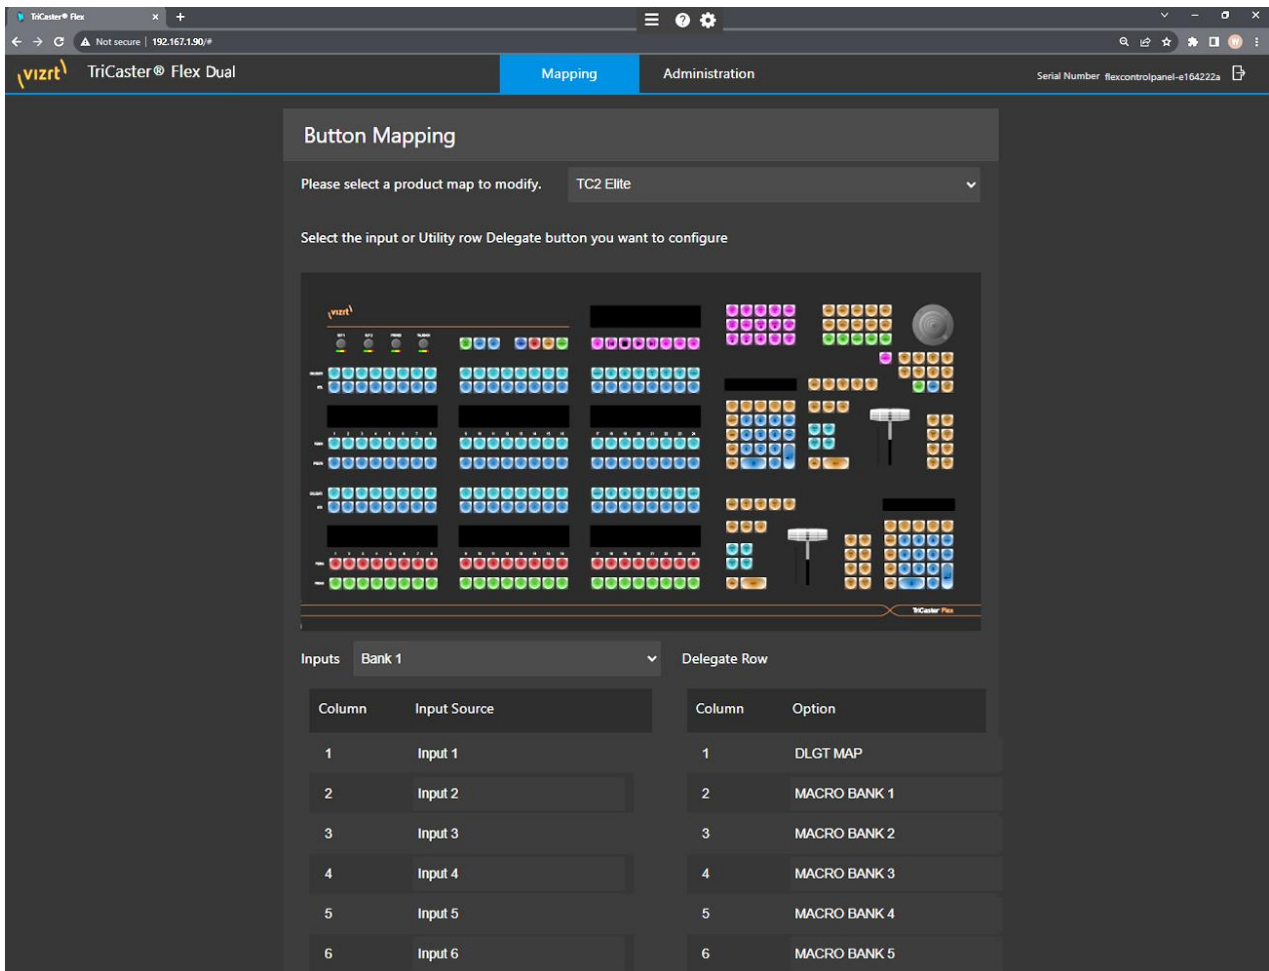 TriCaster® Flex
Not secure | 192.167.1.90/#
vizrt TriCaster® Flex Dual
Mapping
Administration
Serial Number flexcontrolpanel-e164222a
Button Mapping
Please select a product map to modify. TC2 Elite
Select the input or Utility row Delegate button you want to configure
vizrt
TriCaster Flex
Inputs Bank 1 Delegate Row
Column Input Source Column Option
1 Input 1 1 DLGT MAP
2 Input 2 2 MACRO BANK 1
3 Input 3 3 MACRO BANK 2
4 Input 4 4 MACRO BANK 3
5 Input 5 5 MACRO BANK 4
6 Input 6 6 MACRO BANK 5